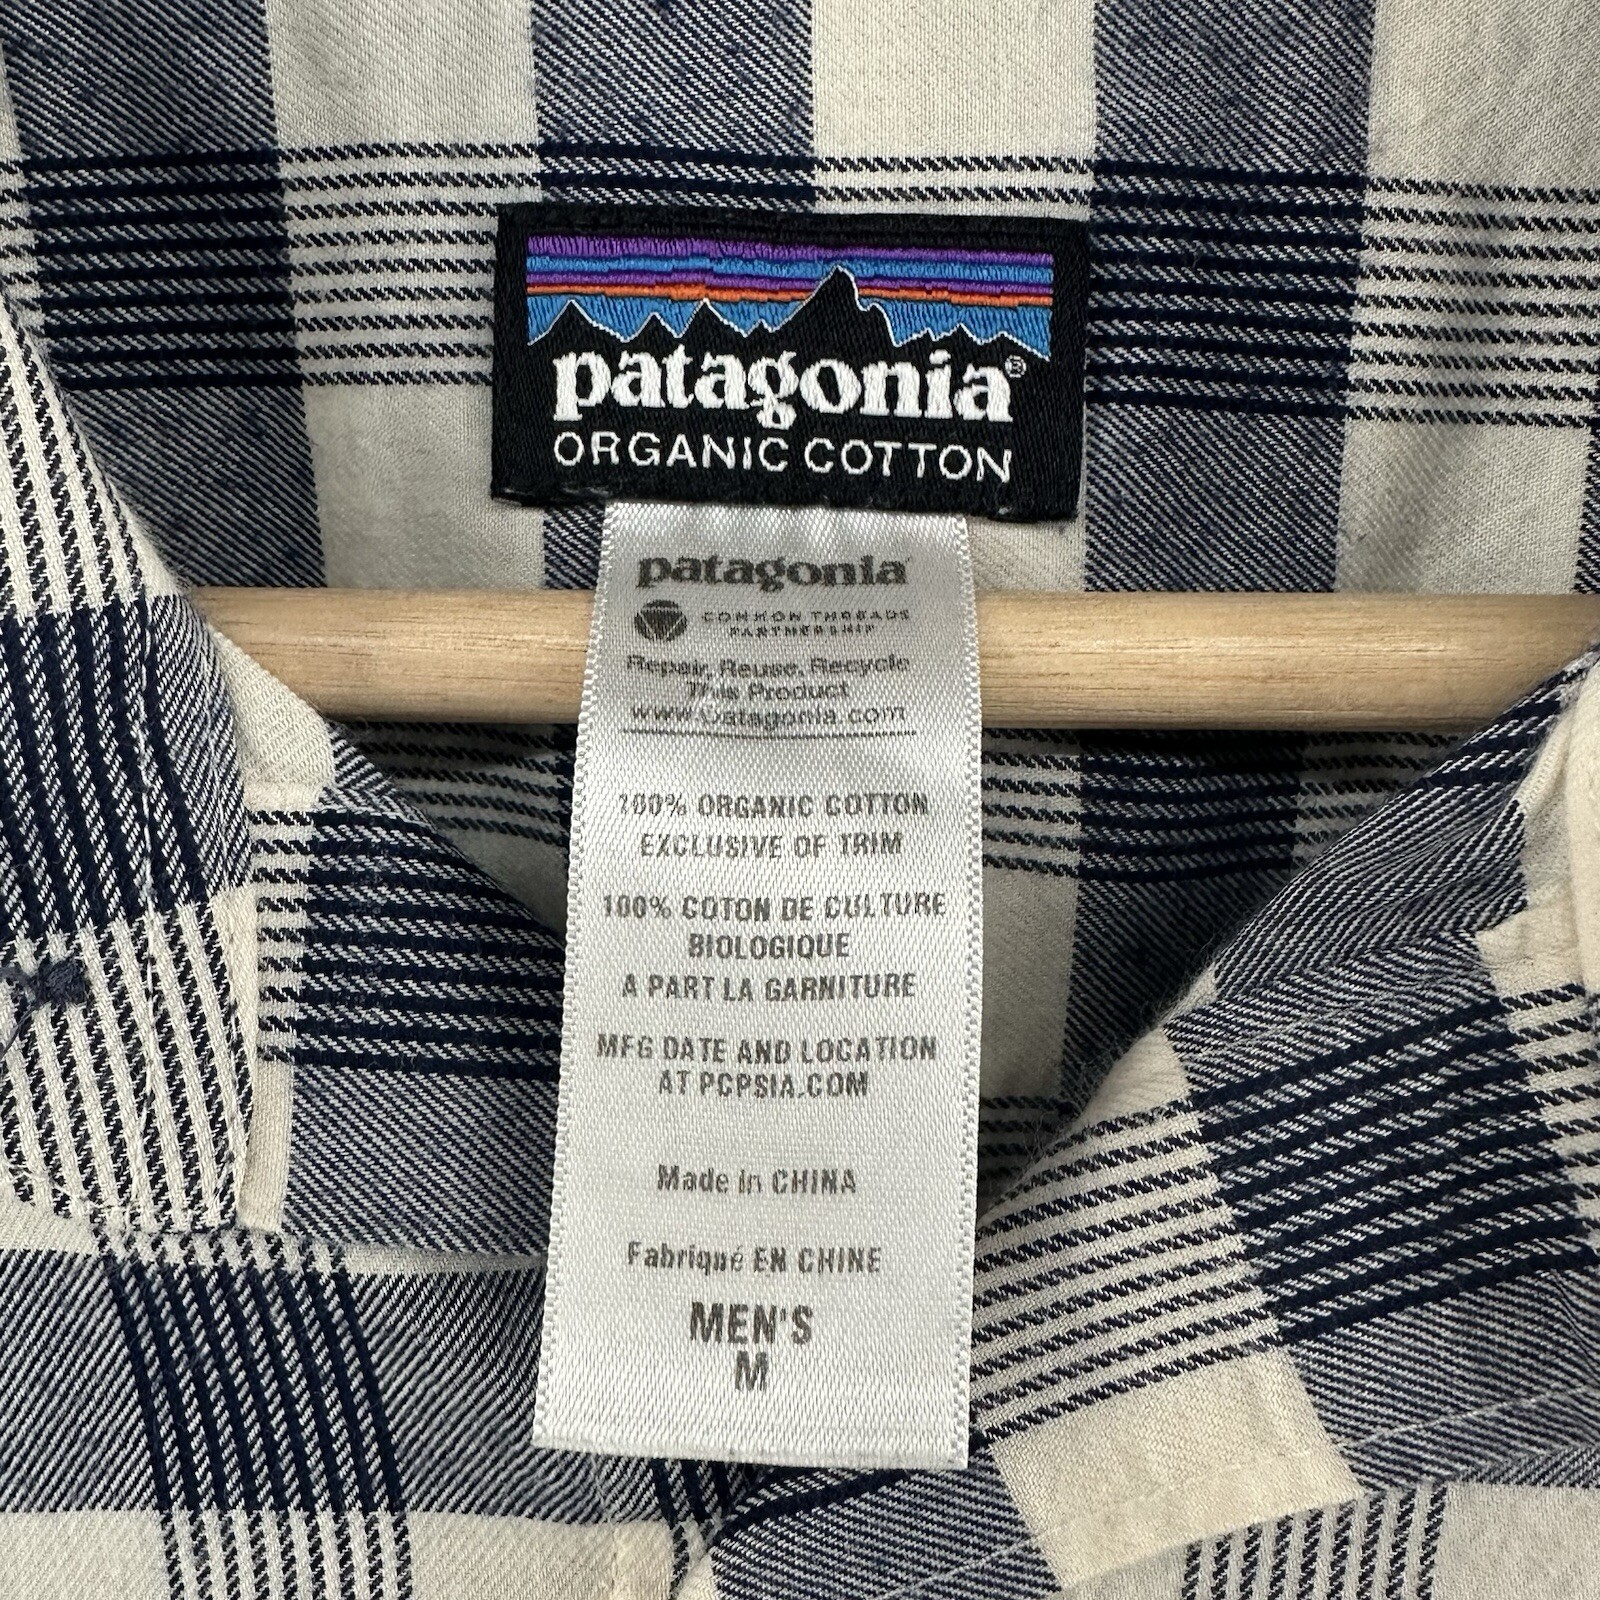 patagonia®
ORGANIC COTTON
patagonia
COMMON THREADS
PARTNERSHIP
Repair, Reuse, Recycle
This Product
www.patagonia.com
100% ORGANIC COTTON
EXCLUSIVE OF TRIM
100% COTON DE CULTURE
BIOLOGIQUE
A PART LA GARNITURE
MFG DATE AND LOCATION
AT PCPSIA.COM
Made in CHINA
Fabriqué EN CHINE
MEN'S
M